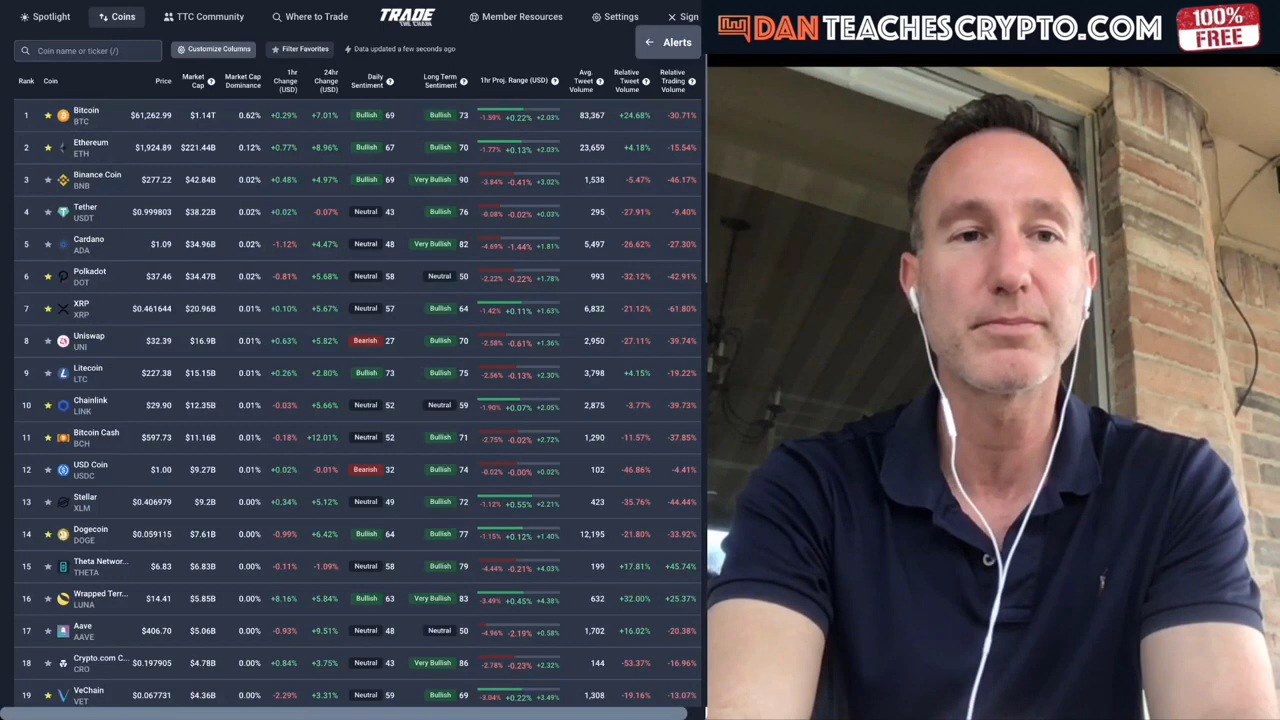 Spotlight Coins TTC Community Where to Trade TRADE THE CHAIN Member Resources Settings Sign
Coin name or ticker (/) Customize Columns Filter Favorites Data updated a few seconds ago Alerts
Rank Coin Price Market Cap ? Market Cap Dominance 1hr Change (USD) 24hr Change (USD) Daily Sentiment ? Long Term Sentiment ? 1hr Proj. Range (USD) ? Avg. Tweet Volume ? Relative Tweet Volume ? Relative Trading Volume ?
1 Bitcoin BTC $61,262.99 $1.14T 0.62% +0.29% +7.01% Bullish 69 Bullish 73 -1.59% +0.22% +2.03% 83,367 +24.68% -30.71%
2 Ethereum ETH $1,924.89 $221.44B 0.12% +0.77% +8.96% Bullish 67 Bullish 70 -1.77% +0.13% +2.03% 23,659 +4.18% -15.54%
3 Binance Coin BNB $277.22 $42.84B 0.02% +0.48% +4.97% Bullish 69 Very Bullish 90 -3.84% -0.41% +3.02% 1,538 -5.47% -46.17%
4 Tether USDT $0.999803 $38.22B 0.02% +0.02% -0.07% Neutral 43 Bullish 76 -0.08% -0.02% +0.03% 295 -27.91% -9.40%
5 Cardano ADA $1.09 $34.96B 0.02% -1.12% +4.47% Neutral 48 Very Bullish 82 -4.69% -1.44% +1.81% 5,497 -26.62% -27.30%
6 Polkadot DOT $37.46 $34.47B 0.02% -0.81% +5.68% Neutral 58 Neutral 50 -2.22% -0.22% +1.78% 993 -32.12% -42.91%
7 XRP XRP $0.461644 $20.96B 0.01% +0.10% +5.67% Neutral 57 Bullish 64 -1.42% +0.11% +1.63% 6,832 -21.12% -61.80%
8 Uniswap UNI $32.39 $16.9B 0.01% +0.63% +1.82% Bearish 27 Bullish 70 -2.58% -0.61% +1.36% 2,950 -27.11% -39.74%
9 Litecoin LTC $227.38 $15.15B 0.01% +0.26% +2.80% Bullish 73 Bullish 75 -2.56% -0.13% +2.30% 3,798 +4.15% -19.22%
10 Chainlink LINK $29.90 $12.35B 0.01% -0.03% +5.66% Neutral 52 Neutral 59 -1.90% +0.07% +2.05% 2,875 -3.77% -39.73%
11 Bitcoin Cash BCH $597.73 $11.16B 0.01% -0.18% +12.01% Neutral 52 Bullish 71 -2.75% -0.02% +2.72% 1,290 -11.57% -37.85%
12 USD Coin USDC $1.00 $9.27B 0.01% +0.02% -0.01% Bearish 32 Bullish 74 -0.02% -0.00% +0.02% 102 -46.86% -4.41%
13 Stellar XLM $0.406979 $9.2B 0.00% +0.34% +5.12% Neutral 49 Bullish 72 -1.12% +0.55% +2.21% 423 -35.76% -44.44%
14 Dogecoin DOGE $0.059115 $7.61B 0.00% -0.99% +6.42% Bullish 64 Bullish 77 -1.15% +0.12% +1.40% 12,195 -21.80% -33.92%
15 Theta Networ... THETA $6.83 $6.83B 0.00% -0.11% -1.09% Neutral 58 Bullish 79 -4.44% -0.21% +4.03% 199 +17.81% +45.74%
16 Wrapped Terr... LUNA $14.41 $5.85B 0.00% +8.16% +5.84% Bullish 63 Very Bullish 83 -3.49% +0.45% +4.38% 632 +32.00% +25.37%
17 Aave AAVE $406.70 $5.06B 0.00% -0.93% +9.51% Neutral 48 Neutral 50 -4.96% -2.19% +0.58% 1,702 +16.02% -20.38%
18 Crypto.com C... CRO $0.197905 $4.78B 0.00% +0.84% +3.75% Neutral 43 Very Bullish 86 -2.78% -0.23% +2.32% 144 -53.37% -16.96%
19 VeChain VET $0.067731 $4.36B 0.00% -2.29% +3.31% Neutral 59 Bullish 69 -3.04% +0.22% +3.49% 1,308 -19.16% -13.07%
DANTEACHESCRYPTO.COM
100% FREE